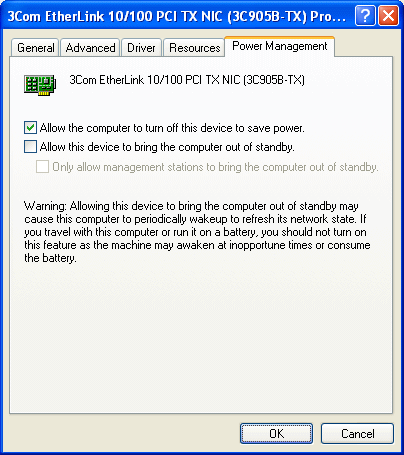 3Com EtherLink 10/100 PCI TX NIC (3C905B-TX) Pro...
General Advanced Driver Resources Power Management
3Com EtherLink 10/100 PCI TX NIC (3C905B-TX)
Allow the computer to turn off this device to save power.
Allow this device to bring the computer out of standby.
Only allow management stations to bring the computer out of standby.
Warning: Allowing this device to bring the computer out of standby may
cause this computer to periodically wakeup to refresh its network state. If
you travel with this computer or run it on a battery, you should not turn on
this feature as the machine may awaken at inopportune times or consume
the battery.
OK Cancel